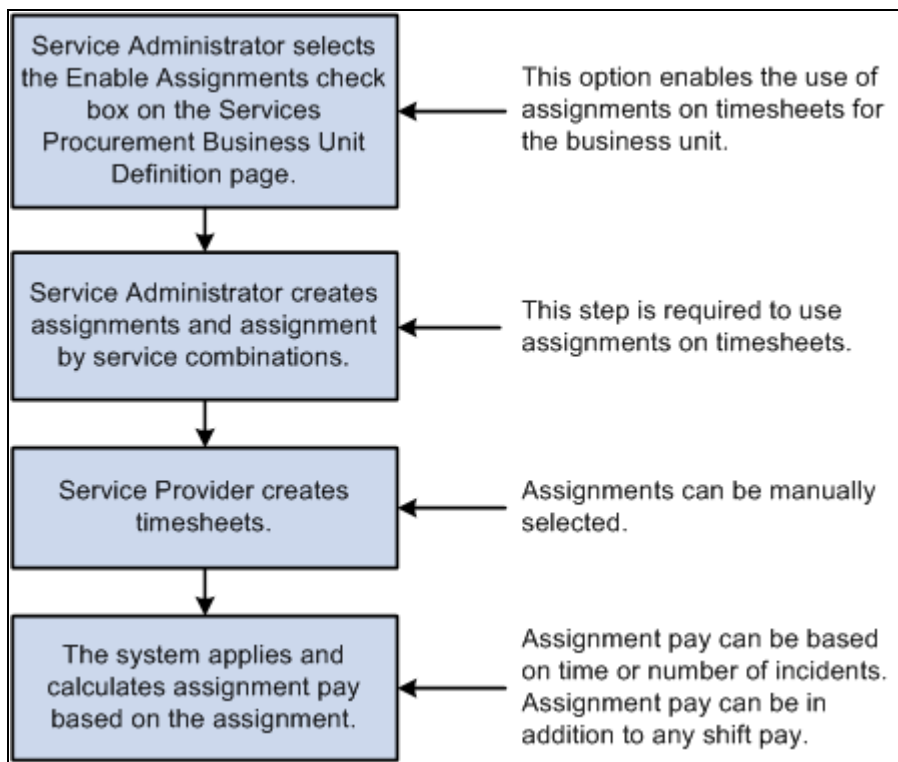 Service Administrator selects
the Enable Assignments check
box on the Services
Procurement Business Unit
Definition page.
This option enables the use of
assignments on timesheets for
the business unit.
Service Administrator creates
assignments and assignment
by service combinations.
This step is required to use
assignments on timesheets.
Service Provider creates
timesheets.
Assignments can be manually
selected.
The system applies and
calculates assignment pay
based on the assignment.
Assignment pay can be based
on time or number of incidents.
Assignment pay can be in
addition to any shift pay.